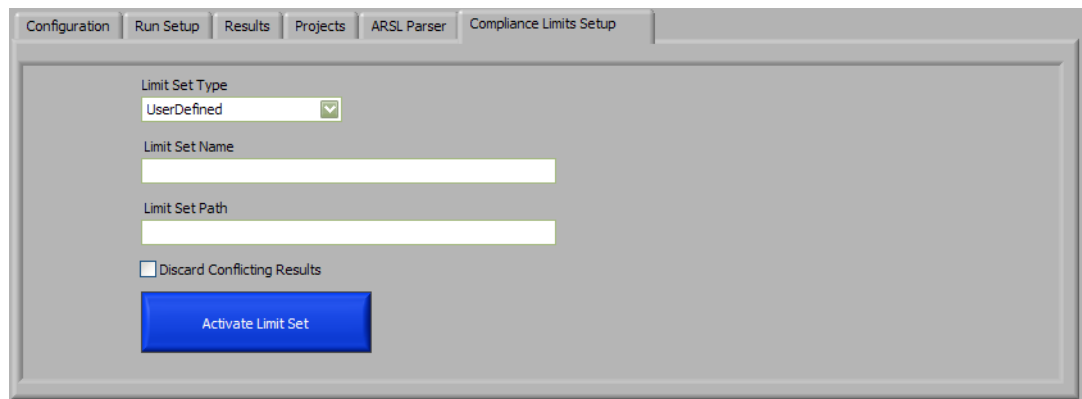 Configuration Run Setup Results Projects ARSL Parser Compliance Limits Setup
Limit Set Type
UserDefined
Limit Set Name
Limit Set Path
Discard Conflicting Results
Activate Limit Set